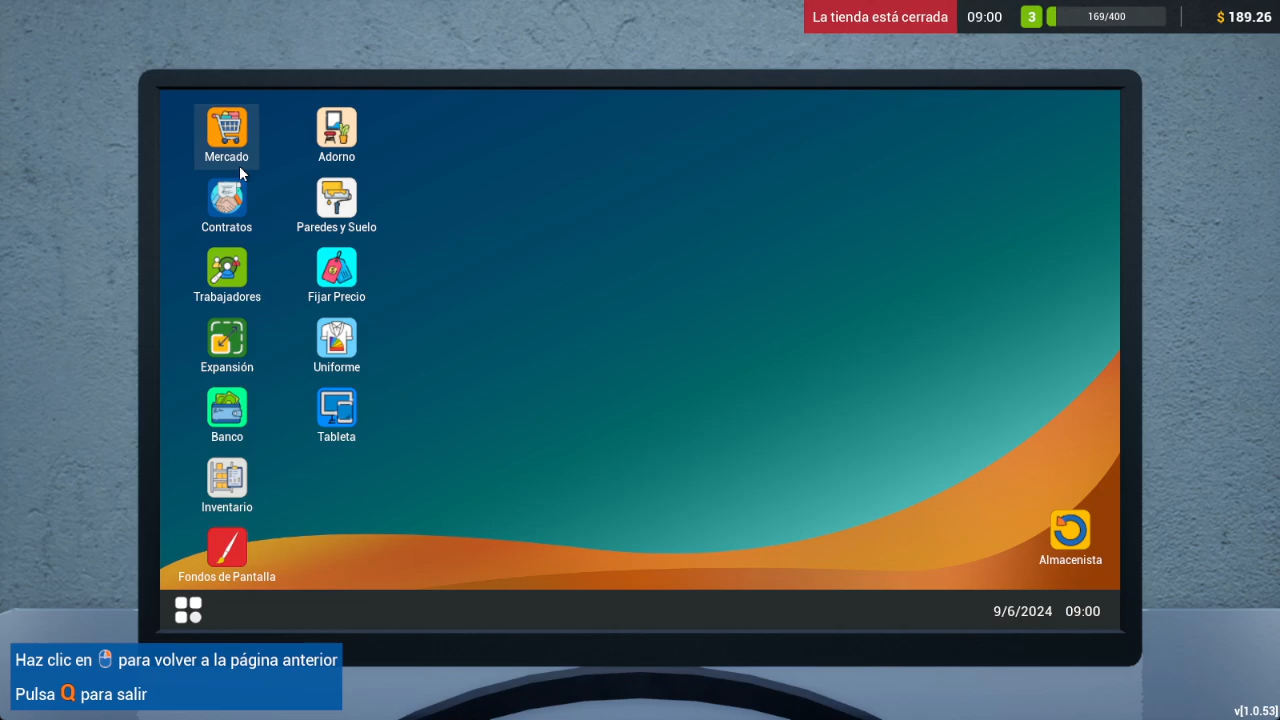 La tienda está cerrada
09:00
3
169/400
$ 189.26
Mercado
Adorno
Contratos
Paredes y Suelo
Trabajadores
Fijar Precio
Expansión
Uniforme
Banco
Tableta
Inventario
Fondos de Pantalla
Almacenista
9/6/2024 09:00
Haz clic en para volver a la página anterior
Pulsa Q para salir
v[1.0.53]